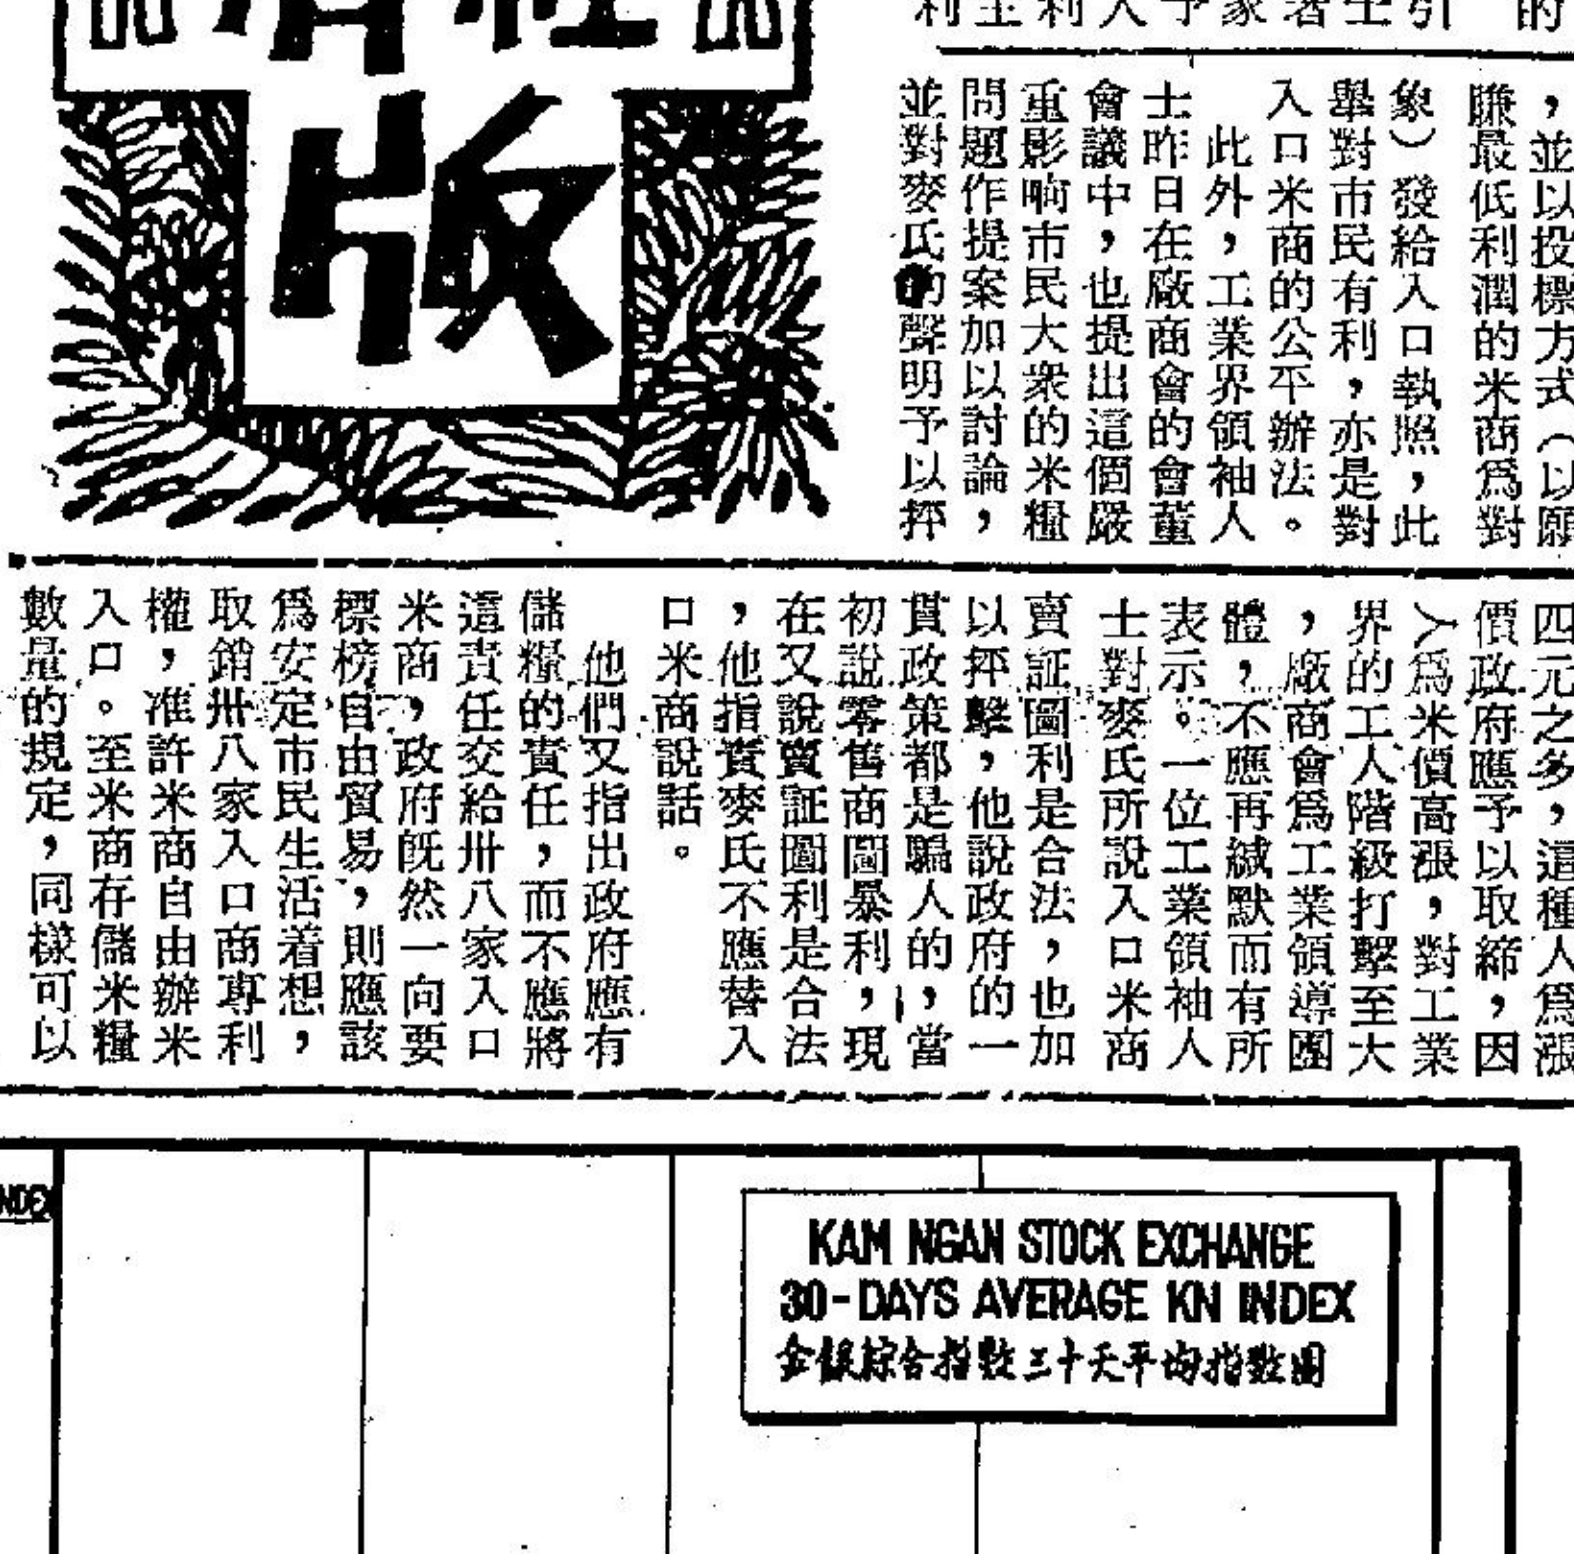 ，並以投標方式（以願
賺最低利潤的米商爲對
象）發給入口執照，此
舉對市民有利，亦是對
入口米商的公平辦法。
此外，工業界領袖人
士昨日在廠商會的會董
會議中，也提出這個嚴
重影响市民大衆的米糧
問題作提案加以討論，
並對麥氏的聲明予以抨
版
四元之多，這種人爲漲
價政府應予以取締，因
爲米價高漲，對工業
界的工人階級打擊至大
，廠商會爲工業領導團
體，不應再緘默而有所
表示。一位工業領袖人
士對麥氏所說入口米商
賣証圖利是合法，也加
以抨擊，他說政府的一
貫政策都是騙人的，當
初說零售商圖暴利，現
在又說賣証圖利是合法
，他指責麥氏不應替入
口米商說話。
他們又指出政府應有
儲糧的責任，而不應將
這責任交給卅八家入口
米商，政府既然一向要
標榜自由貿易，則應該
爲安定市民生活着想，
取銷卅八家入口商專利
權，准許米商自由辦米
入口。至米商存儲米糧
數量的規定，同樣可以
KAM NGAN STOCK EXCHANGE
30-DAYS AVERAGE KN INDEX
金銀綜合指數三十天平均指數圖